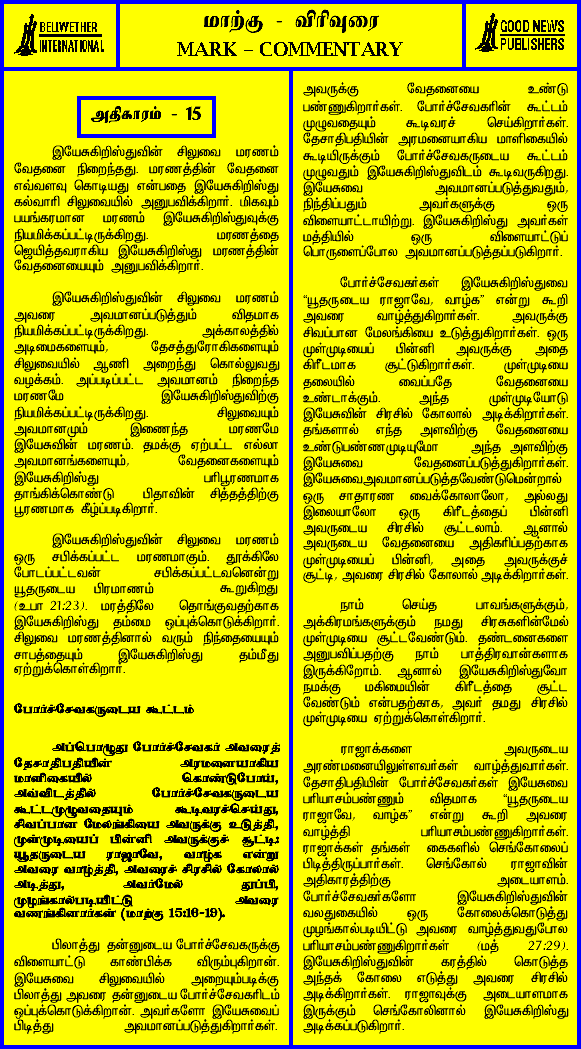 BELLWETHER
INTERNATIONAL
மாற்கு - விரிவுரை
MARK – COMMENTARY
GOOD NEWS
PUBLISHERS
அதிகாரம் - 15
இயேசுகிறிஸ்துவின் சிலுவை மரணம்
வேதனை நிறைந்தது. மரணத்தின் வேதனை
எவ்வளவு கொடியது என்பதை இயேசுகிறிஸ்து
கல்வாரி சிலுவையில் அனுபவிக்கிறார். மிகவும்
பயங்கரமான மரணம் இயேசுகிறிஸ்துவுக்கு
நியமிக்கப்பட்டிருக்கிறது. மரணத்தை
ஜெயித்தவராகிய இயேசுகிறிஸ்து மரணத்தின்
வேதனையையும் அனுபவிக்கிறார்.
இயேசுகிறிஸ்துவின் சிலுவை மரணம்
அவரை அவமானப்படுத்தும் விதமாக
நியமிக்கப்பட்டிருக்கிறது. அக்காலத்தில்
அடிமைகளையும், தேசத்துரோகிகளையும்
சிலுவையில் ஆணி அறைந்து கொல்லுவது
வழக்கம். அப்படிப்பட்ட அவமானம் நிறைந்த
மரணமே இயேசுகிறிஸ்துவிற்கு
நியமிக்கப்பட்டிருக்கிறது. சிலுவையும்
அவமானமும் இணைந்த மரணமே
இயேசுவின் மரணம். தமக்கு ஏற்பட்ட எல்லா
அவமானங்களையும், வேதனைகளையும்
இயேசுகிறிஸ்து பரிபூரணமாக
தாங்கிக்கொண்டு பிதாவின் சித்தத்திற்கு
பூரணமாக கீழ்ப்படிகிறார்.
இயேசுகிறிஸ்துவின் சிலுவை மரணம்
ஒரு சபிக்கப்பட்ட மரணமாகும். தூக்கிலே
போடப்பட்டவன் சபிக்கப்பட்டவனென்று
யூதருடைய பிரமாணம் கூறுகிறது
(உபா 21:23). மரத்திலே தொங்குவதற்காக
இயேசுகிறிஸ்து தம்மை ஒப்புக்கொடுக்கிறார்.
சிலுவை மரணத்தினால் வரும் நிந்தையையும்
சாபத்தையும் இயேசுகிறிஸ்து தம்மீது
ஏற்றுக்கொள்கிறார்.
போர்ச்சேவகருடைய கூட்டம்
அப்பொழுது போர்ச்சேவகர் அவரைத்
தேசாதிபதியின் அரமனையாகிய
மாளிகையில் கொண்டுபோய்,
அவ்விடத்தில் போர்ச்சேவகருடைய
கூட்டமுழுவதையும் கூடிவரச்செய்து,
சிவப்பான மேலங்கியை அவருக்கு உடுத்தி,
முள்முடியைப் பின்னி அவருக்குச் சூட்டி:
யூதருடைய ராஜாவே, வாழ்க என்று
அவரை வாழ்த்தி, அவரைச் சிரசில் கோலால்
அடித்து, அவர்மேல் துப்பி,
முழங்கால்படியிட்டு அவரை
வணங்கினார்கள் (மாற்கு 15:16-19).
பிலாத்து தன்னுடைய போர்ச்சேவகருக்கு
விளையாட்டு காண்பிக்க விரும்புகிறான்.
இயேசுவை சிலுவையில் அறையும்படிக்கு
பிலாத்து அவரை தன்னுடைய போர்ச்சேவகரிடம்
ஒப்புக்கொடுக்கிறான். அவர்களோ இயேசுவைப்
பிடித்து அவமானப்படுத்துகிறார்கள்.
அவருக்கு வேதனையை உண்டு
பண்ணுகிறார்கள். போர்ச்சேவகரின் கூட்டம்
முழுவதையும் கூடிவரச் செய்கிறார்கள்.
தேசாதிபதியின் அரமனையாகிய மாளிகையில்
கூடியிருக்கும் போர்ச்சேவகருடைய கூட்டம்
முழுவதும் இயேசுகிறிஸ்துவிடம் கூடிவருகிறது.
இயேசுவை அவமானப்படுத்துவதும்,
நிந்திப்பதும் அவர்களுக்கு ஒரு
விளையாட்டாயிற்று. இயேசுகிறிஸ்து அவர்கள்
மத்தியில் ஒரு விளையாட்டுப்
பொருளைப்போல அவமானப்படுத்தப்படுகிறார்.
போர்ச்சேவகர்கள் இயேசுகிறிஸ்துவை
“யூதருடைய ராஜாவே, வாழ்க” என்று கூறி
அவரை வாழ்த்துகிறார்கள். அவருக்கு
சிவப்பான மேலங்கியை உடுத்துகிறார்கள். ஒரு
முள்முடியைப் பின்னி அவருக்கு அதை
கிரீடமாக சூட்டுகிறார்கள். முள்முடியை
தலையில் வைப்பதே வேதனையை
உண்டாக்கும். அந்த முள்முடியோடு
இயேசுவின் சிரசில் கோலால் அடிக்கிறார்கள்.
தங்களால் எந்த அளவிற்கு வேதனையை
உண்டுபண்ணமுடியுமோ அந்த அளவிற்கு
இயேசுவை வேதனைப்படுத்துகிறார்கள்.
இயேசுவைஅவமானப்படுத்தவேண்டுமென்றால்
ஒரு சாதாரண வைக்கோலாலோ, அல்லது
இலையாலோ ஒரு கிரீடத்தைப் பின்னி
அவருடைய சிரசில் சூட்டலாம். ஆனால்
அவருடைய வேதனையை அதிகரிப்பதற்காக
முள்முடியைப் பின்னி, அதை அவருக்குச்
சூட்டி, அவரை சிரசில் கோலால் அடிக்கிறார்கள்.
நாம் செய்த பாவங்களுக்கும்,
அக்கிரமங்களுக்கும் நமது சிரசுகளின்மேல்
முள்முடியை சூட்டவேண்டும். தண்டனைகளை
அனுபவிப்பதற்கு நாம் பாத்திரவான்களாக
இருக்கிறோம். ஆனால் இயேசுகிறிஸ்துவோ
நமக்கு மகிமையின் கிரீடத்தை சூட்ட
வேண்டும் என்பதற்காக, அவர் தமது சிரசில்
முள்முடியை ஏற்றுக்கொள்கிறார்.
ராஜாக்களை அவருடைய
அரண்மனையிலுள்ளவர்கள் வாழ்த்துவார்கள்.
தேசாதிபதியின் போர்ச்சேவர்கள் இயேசுவை
பரியாசம்பண்ணும் விதமாக “யூதருடைய
ராஜாவே, வாழ்க” என்று கூறி அவரை
வாழ்த்தி பரியாசம்பண்ணுகிறார்கள்.
ராஜாக்கள் தங்கள் கைகளில் செங்கோலைப்
பிடித்திருப்பார்கள். செங்கோல் ராஜாவின்
அதிகாரத்திற்கு அடையாளம்.
போர்ச்சேவர்களோ இயேசுகிறிஸ்துவின்
வலதுகையில் ஒரு கோலைக்கொடுத்து
முழங்கால்படியிட்டு அவரை வாழ்த்துவதுபோல
பரியாசம்பண்ணுகிறார்கள் (மத் 27:29).
இயேசுகிறிஸ்துவின் கரத்தில் கொடுத்த
அந்தக் கோலை எடுத்து அவரை சிரசில்
அடிக்கிறார்கள். ராஜாவுக்கு அடையாளமாக
இருக்கும் செங்கோலினால் இயேசுகிறிஸ்து
அடிக்கப்படுகிறார்.